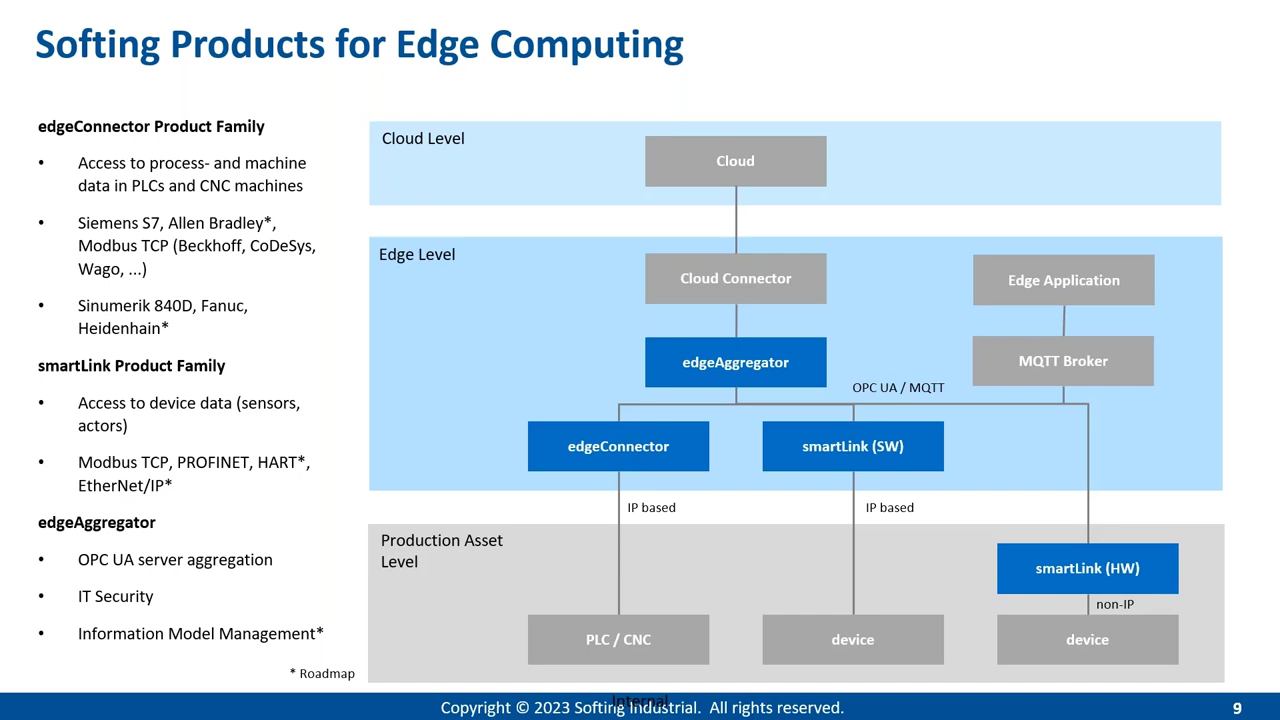 Softing Products for Edge Computing
edgeConnector Product Family
• Access to process- and machine
data in PLCs and CNC machines
• Siemens S7, Allen Bradley*,
Modbus TCP (Beckhoff, CoDeSys,
Wago, ...)
• Sinumerik 840D, Fanuc,
Heidenhain*
smartLink Product Family
• Access to device data (sensors,
actors)
• Modbus TCP, PROFINET, HART*,
EtherNet/IP*
edgeAggregator
• OPC UA server aggregation
• IT Security
• Information Model Management*
* Roadmap
Cloud Level
Cloud
Edge Level
Cloud Connector
Edge Application
edgeAggregator
MQTT Broker
OPC UA / MQTT
edgeConnector
smartLink (SW)
IP based
IP based
Production Asset
Level
smartLink (HW)
non-IP
PLC / CNC
device
device
Internal
Copyright © 2023 Softing Industrial. All rights reserved.
9